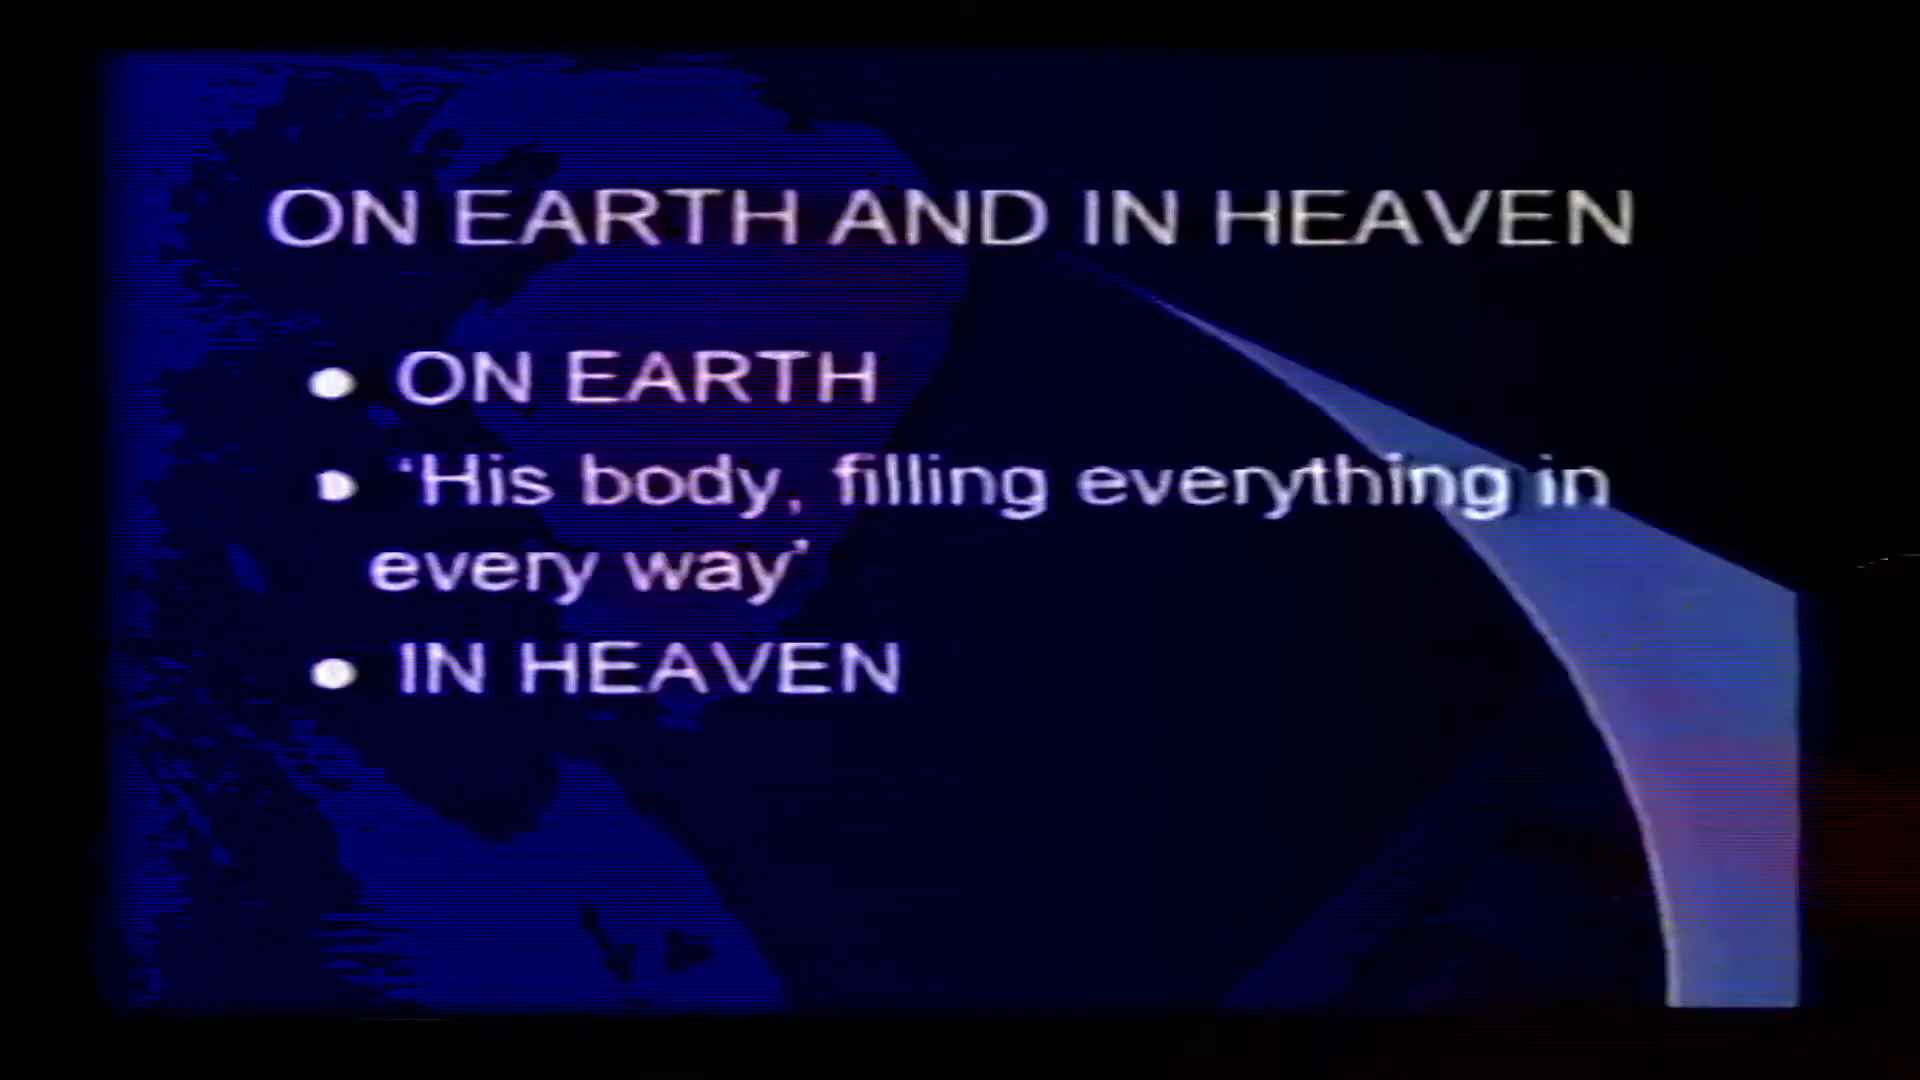 ON EARTH AND IN HEAVEN
• ON EARTH
• ‘His body, filling everything in
every way’
• IN HEAVEN